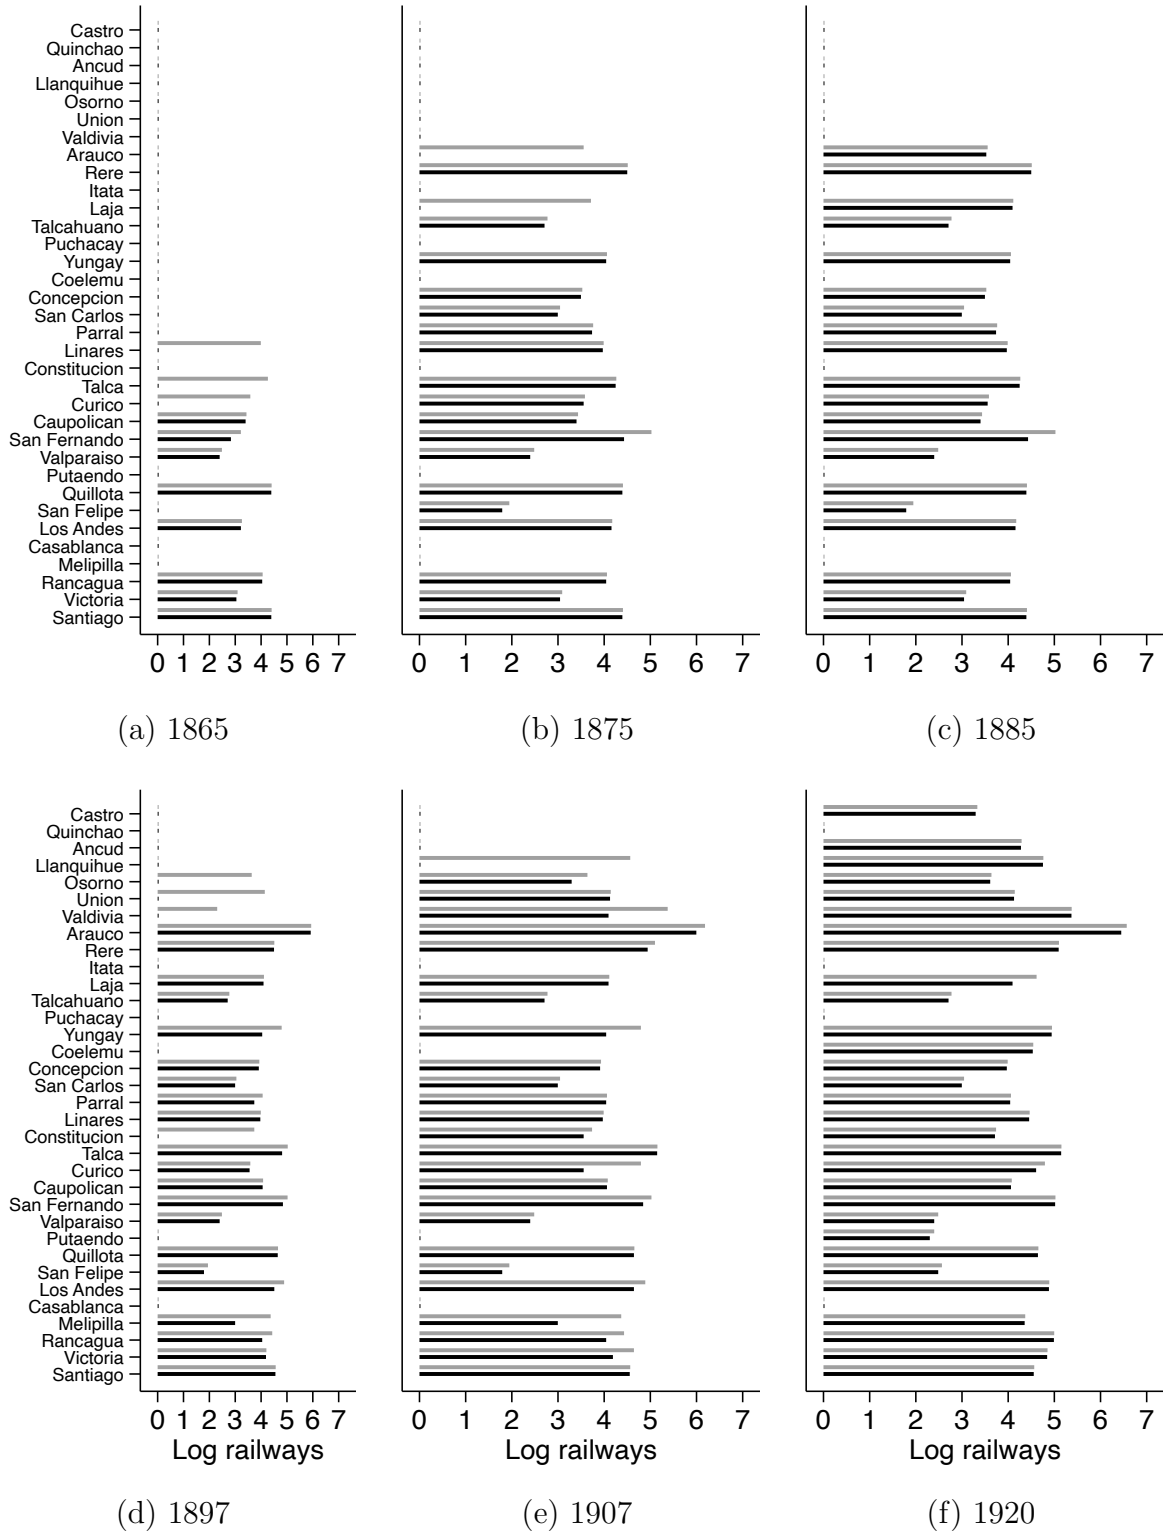 Castro
Quinchao
Ancud
Llanquihue
Osorno
Union
Valdivia
Arauco
Rere
Itata
Laja
Talcahuano
Puchacay
Yungay
Coelemu
Concepcion
San Carlos
Parral
Linares
Constitucion
Talca
Curico
Caupolican
San Fernando
Valparaiso
Putaendo
Quillota
San Felipe
Los Andes
Casablanca
Melipilla
Rancagua
Victoria
Santiago
0 1 2 3 4 5 6 7
0 1 2 3 4 5 6 7
0 1 2 3 4 5 6 7
(a) 1865
(b) 1875
(c) 1885
Castro
Quinchao
Ancud
Llanquihue
Osorno
Union
Valdivia
Arauco
Rere
Itata
Laja
Talcahuano
Puchacay
Yungay
Coelemu
Concepcion
San Carlos
Parral
Linares
Constitucion
Talca
Curico
Caupolican
San Fernando
Valparaiso
Putaendo
Quillota
San Felipe
Los Andes
Casablanca
Melipilla
Rancagua
Victoria
Santiago
0 1 2 3 4 5 6 7
0 1 2 3 4 5 6 7
0 1 2 3 4 5 6 7
Log railways
Log railways
Log railways
(d) 1897
(e) 1907
(f) 1920